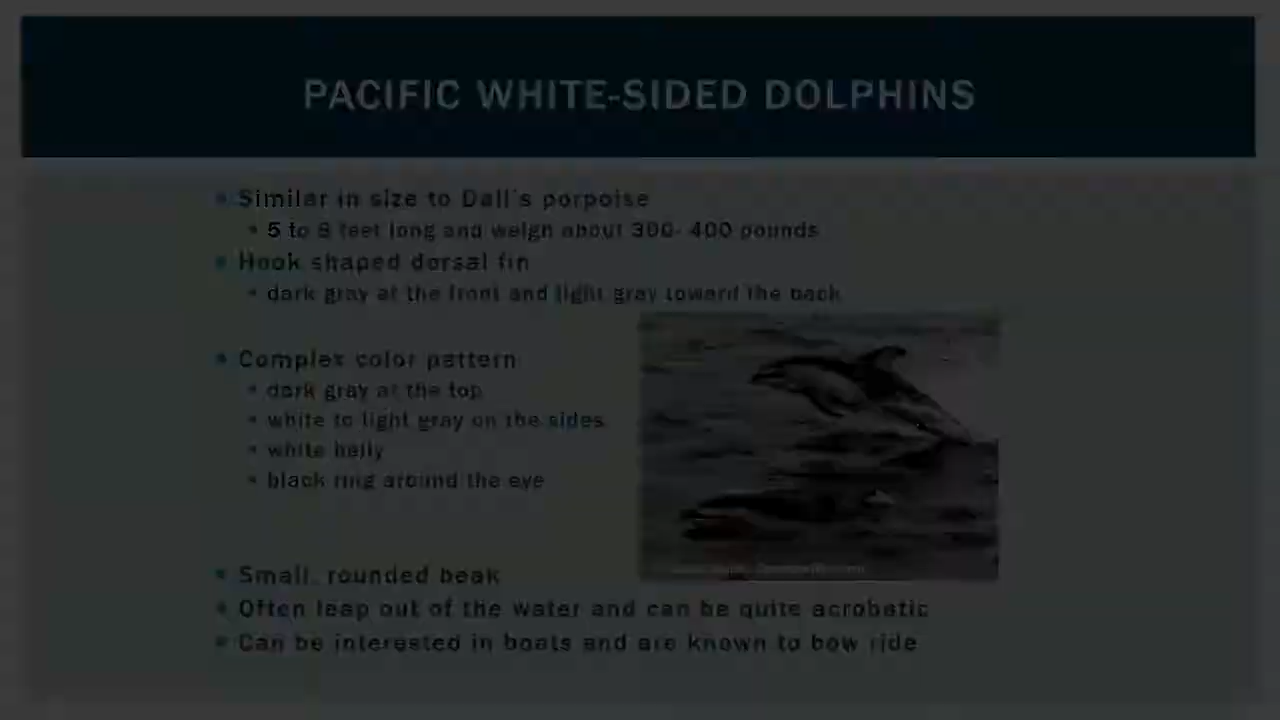 PACIFIC WHITE-SIDED DOLPHINS
Similar in size to Dall's porpoise
5 to 8 feet long and weigh about 300- 400 pounds
Hook shaped dorsal fin
dark gray at the front and light gray toward the back
Complex color pattern
dark gray at the top
white to light gray on the sides
white belly
black ring around the eye
Small, rounded beak
Often leap out of the water and can be quite acrobatic
Can be interested in boats and are known to bow ride